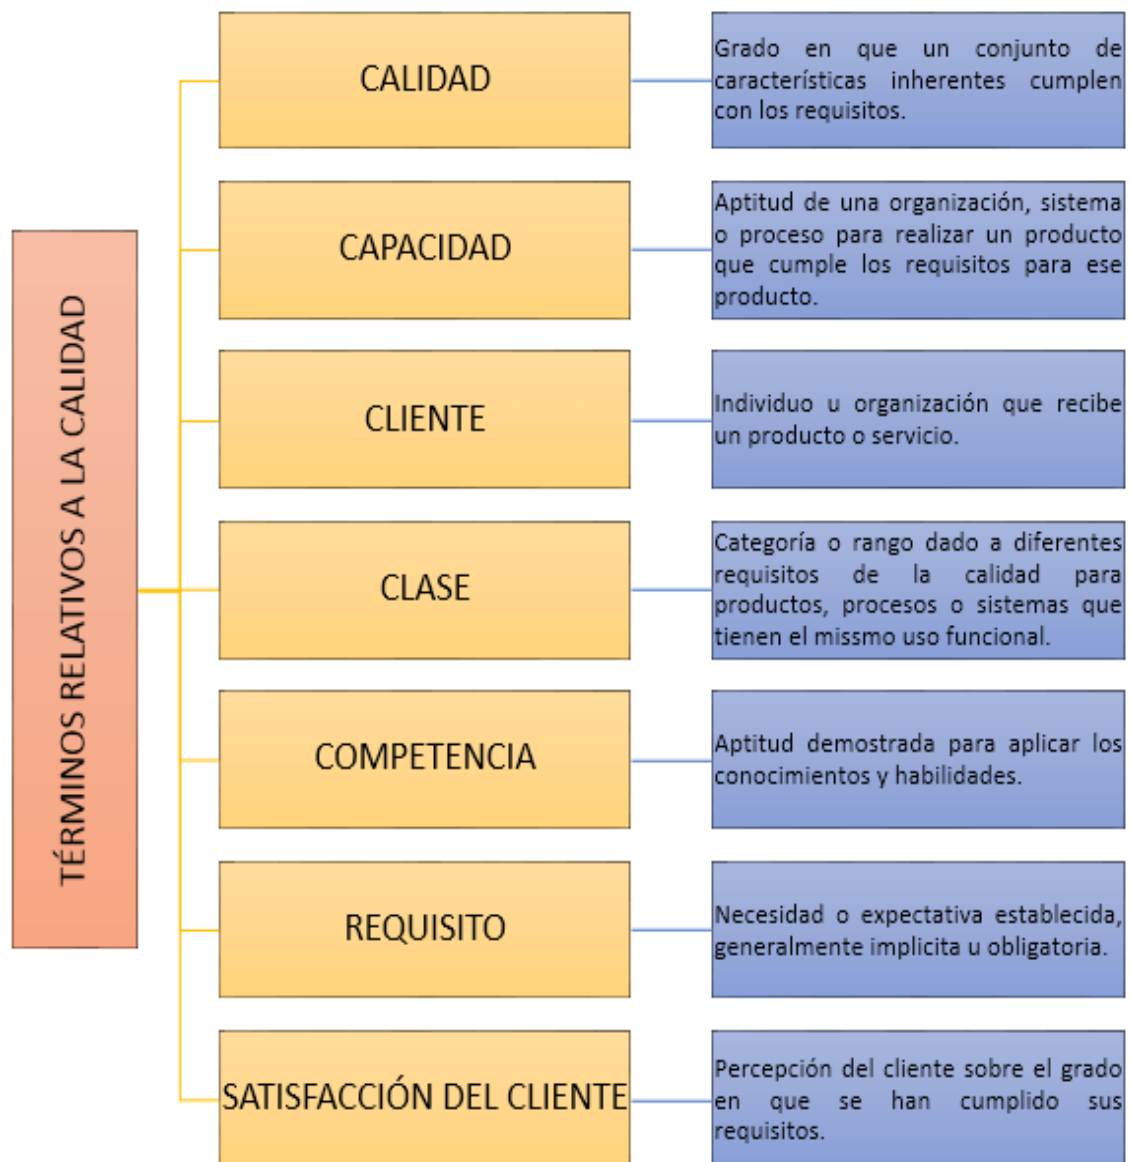 TÉRMINOS RELATIVOS A LA CALIDAD
CALIDAD
Grado en que un conjunto de
características inherentes cumplen
con los requisitos.
CAPACIDAD
Aptitud de una organización, sistema
o proceso para realizar un producto
que cumple los requisitos para ese
producto.
CLIENTE
Individuo u organización que recibe
un producto o servicio.
CLASE
Categoría o rango dado a diferentes
requisitos de la calidad para
productos, procesos o sistemas que
tienen el missmo uso funcional.
COMPETENCIA
Aptitud demostrada para aplicar los
conocimientos y habilidades.
REQUISITO
Necesidad o expectativa establecida,
generalmente implicita u obligatoria.
SATISFACCIÓN DEL CLIENTE
Percepción del cliente sobre el grado
en que se han cumplido sus
requisitos.